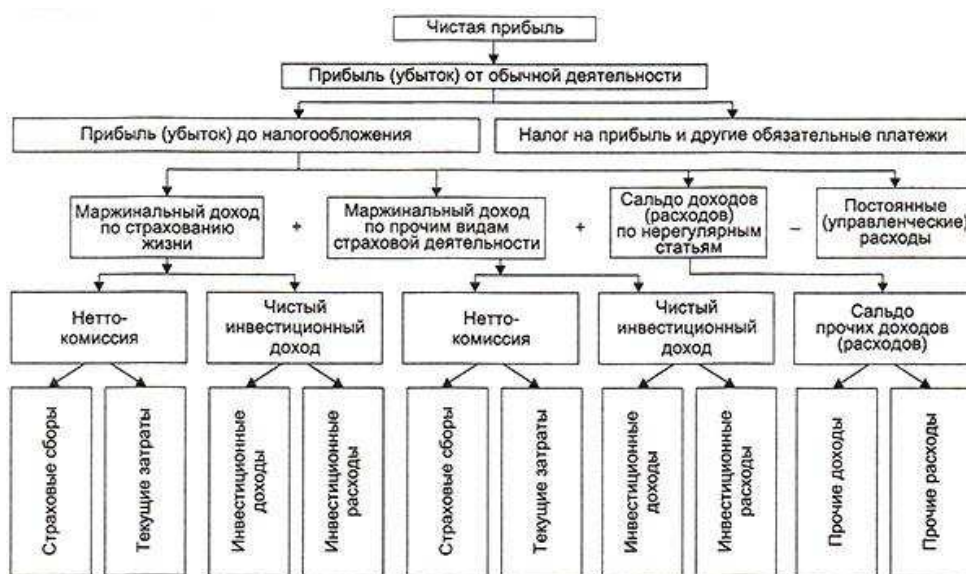 Чистая прибыль
Прибыль (убыток) от обычной деятельности
Прибыль (убыток) до налогообложения
Налог на прибыль и другие обязательные платежи
Маржинальный доход
по страхованию
жизни
+
Маржинальный доход
по прочим видам
страховой деятельности
+
Сальдо доходов
(расходов)
по нерегулярным
статьям
–
Постоянные
(управленческие)
расходы
Нетто-
комиссия
Чистый
инвестиционный
доход
Нетто-
комиссия
Чистый
инвестиционный
доход
Сальдо
прочих доходов
(расходов)
Страховые сборы
Текущие затраты
Инвестиционные
доходы
Инвестиционные
расходы
Страховые сборы
Текущие затраты
Инвестиционные
доходы
Инвестиционные
расходы
Прочие доходы
Прочие расходы